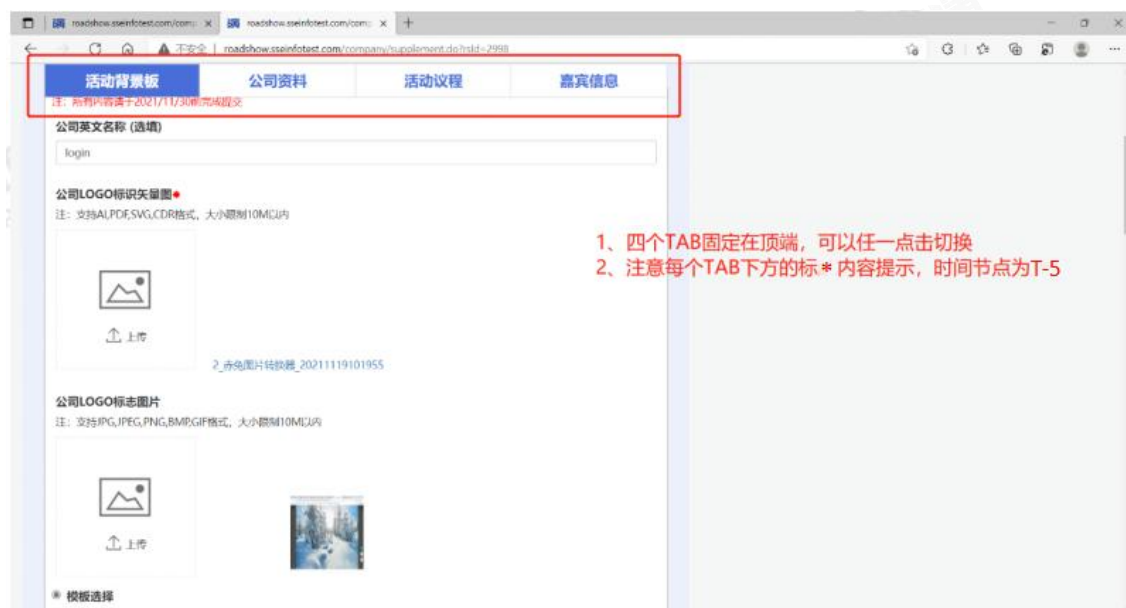 roadshow.sseinfotest.com/comp
roadshow.sseinfotest.com/com
不安全 | roadshow.sseinfotest.com/company/supplement.do?rsId=2998
活动背景板 公司资料 活动议程 嘉宾信息
注：所有内容请于2021/11/30前完成提交
公司英文名称 (选填)
login
公司LOGO标识矢量图*
注：支持AI,PDF,SVG,CDR格式，大小限制10M以内
1、四个TAB固定在顶端，可以任一点击切换
2、注意每个TAB下方的标*内容提示，时间节点为T-5
上传
2_赤兔图片转换器_20211119101955
公司LOGO标志图片
注：支持JPG,JPEG,PNG,BMP,GIF格式，大小限制10M以内
上传
模板选择